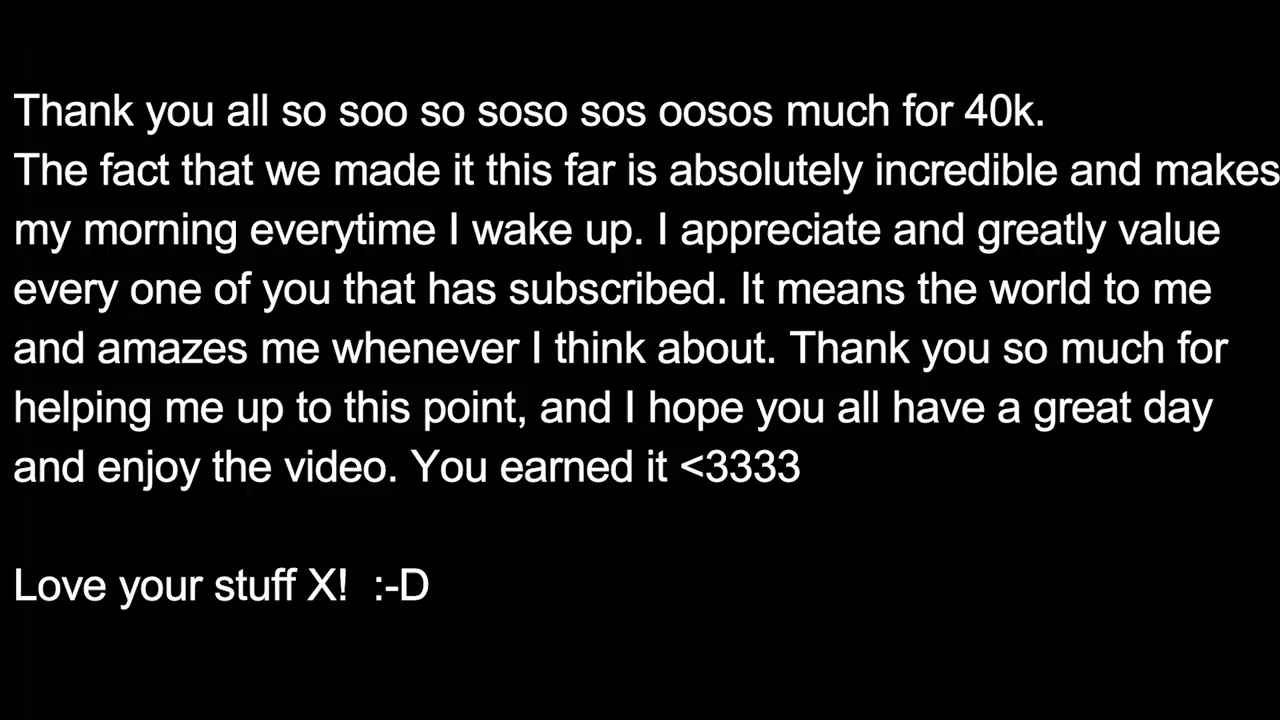 Thank you all so soo so soso sos oosos much for 40k.
The fact that we made it this far is absolutely incredible and makes
my morning everytime I wake up. I appreciate and greatly value
every one of you that has subscribed. It means the world to me
and amazes me whenever I think about. Thank you so much for
helping me up to this point, and I hope you all have a great day
and enjoy the video. You earned it <3333
Love your stuff X!  :-D